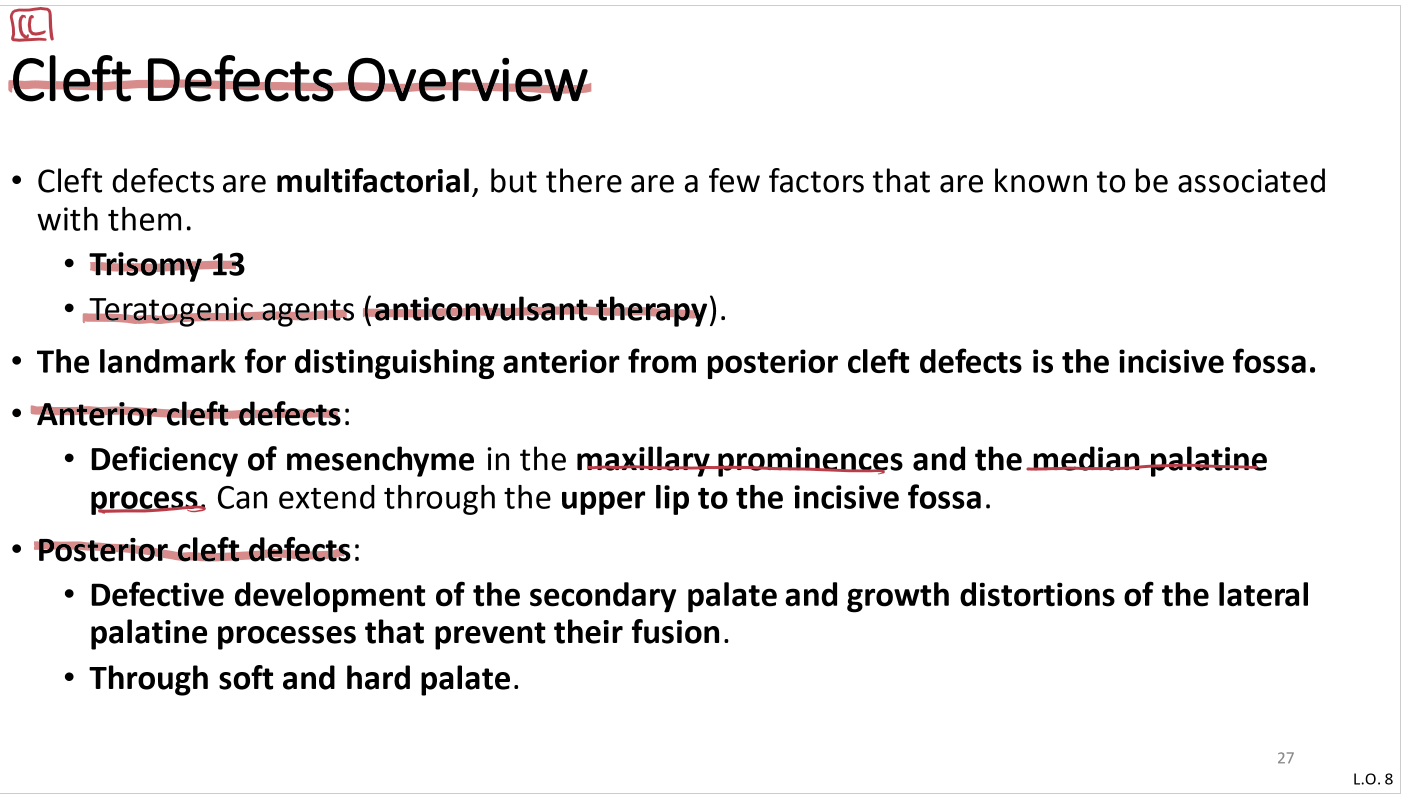 CC
Cleft Defects Overview
• Cleft defects are multifactorial, but there are a few factors that are known to be associated
with them.
• Trisomy 13
• Teratogenic agents (anticonvulsant therapy).
• The landmark for distinguishing anterior from posterior cleft defects is the incisive fossa.
• Anterior cleft defects:
• Deficiency of mesenchyme in the maxillary prominences and the median palatine
process. Can extend through the upper lip to the incisive fossa.
• Posterior cleft defects:
• Defective development of the secondary palate and growth distortions of the lateral
palatine processes that prevent their fusion.
• Through soft and hard palate.
27
L.O. 8